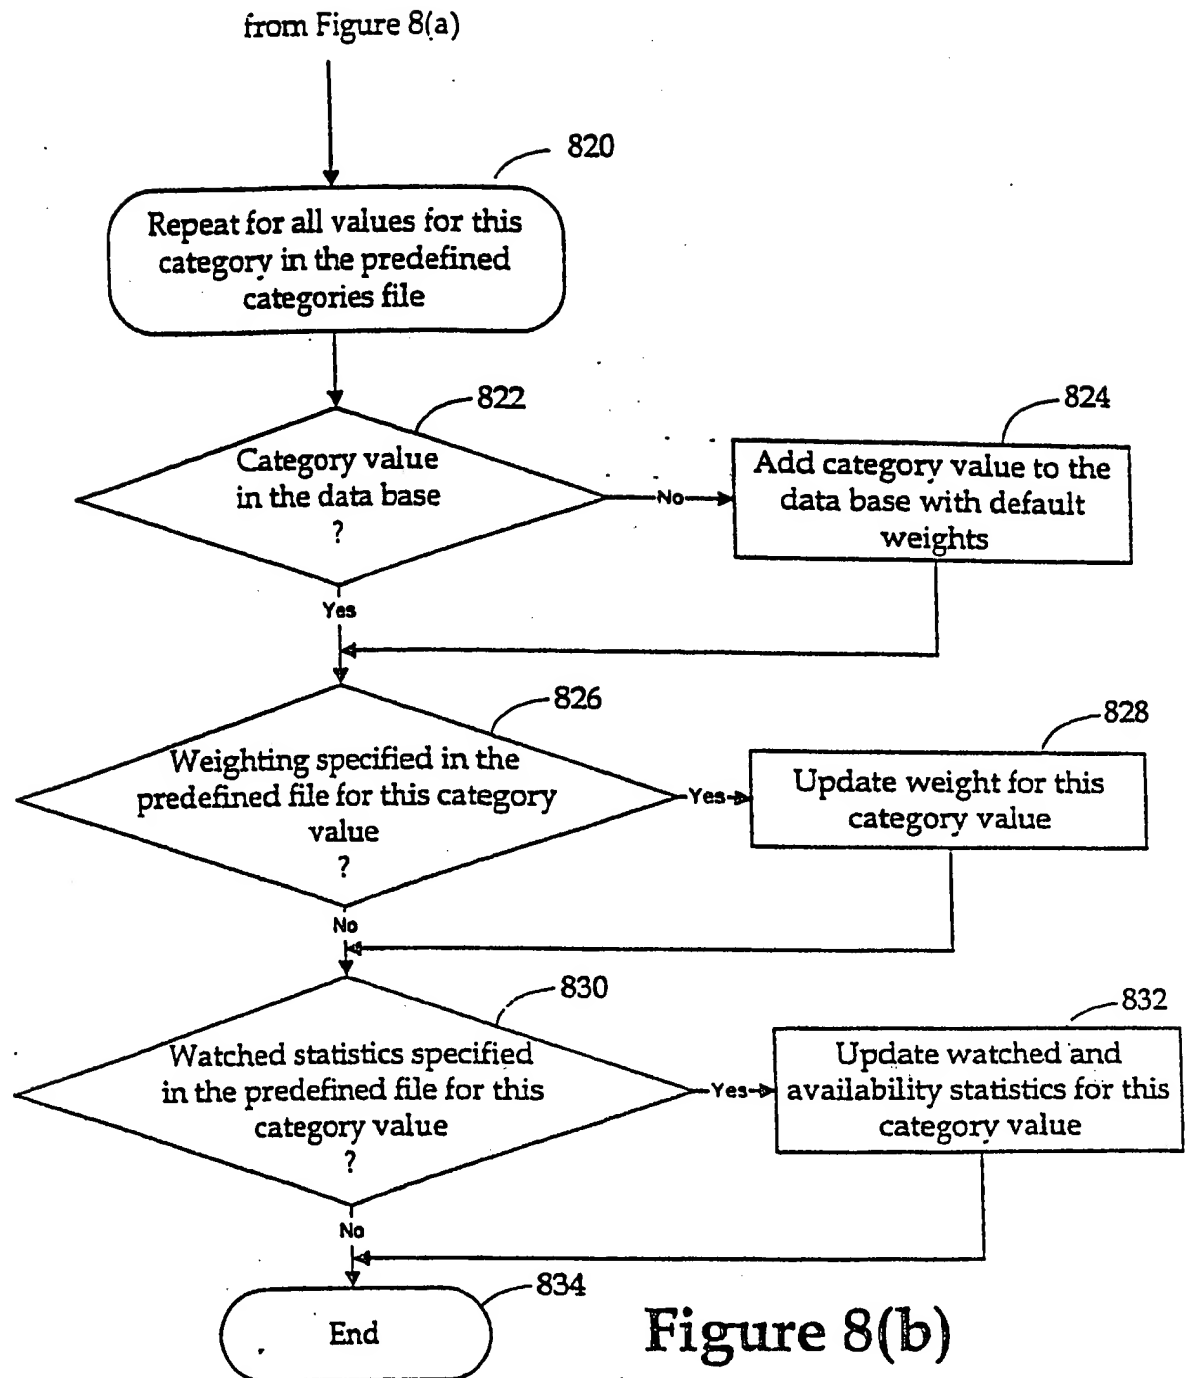 from Figure 8(a)
820
Repeat for all values for this
category in the predefined
categories file
822
Category value
in the data base
?
No
824
Add category value to the
data base with default
weights
Yes
826
Weighting specified in the
predefined file for this category
value
?
Yes
828
Update weight for this
category value
No
830
Watched statistics specified
in the predefined file for this
category value
?
Yes
832
Update watched and
availability statistics for this
category value
No
834
End
Figure 8(b)